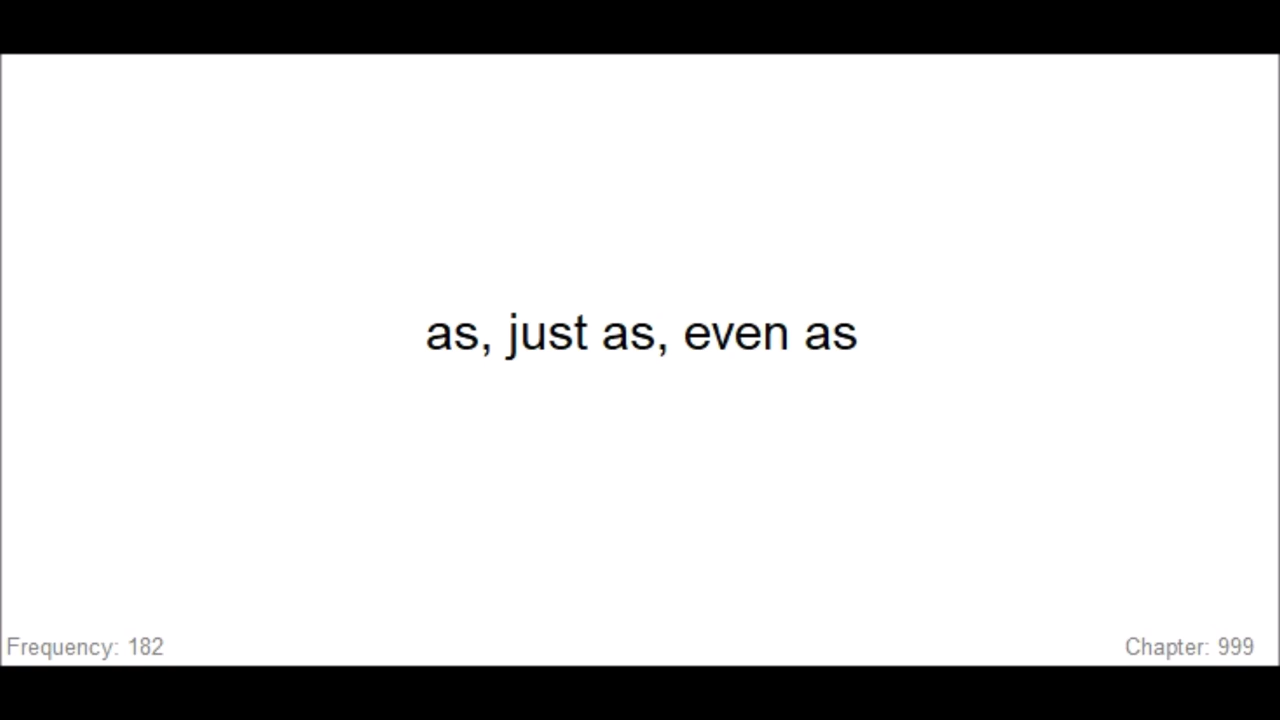 as, just as, even as
Frequency: 182
Chapter: 999